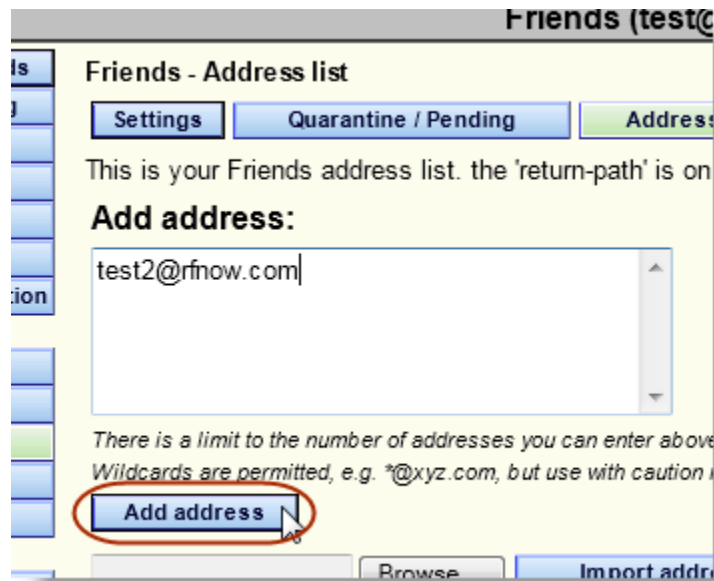 Friends (test@
Friends - Address list
Settings Quarantine / Pending Address
This is your Friends address list. the 'return-path' is on
Add address:
test2@rfnow.com
tion
There is a limit to the number of addresses you can enter above
Wildcards are permitted, e.g. *@xyz.com, but use with caution
Add address
Browse Import addr